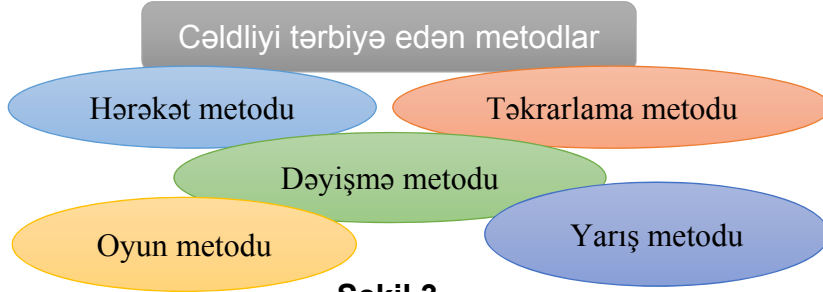 Cəldliyi tərbiyə edən metodlar
Hərəkət metodu
Təkrarlama metodu
Dəyişmə metodu
Oyun metodu
Yarış metodu